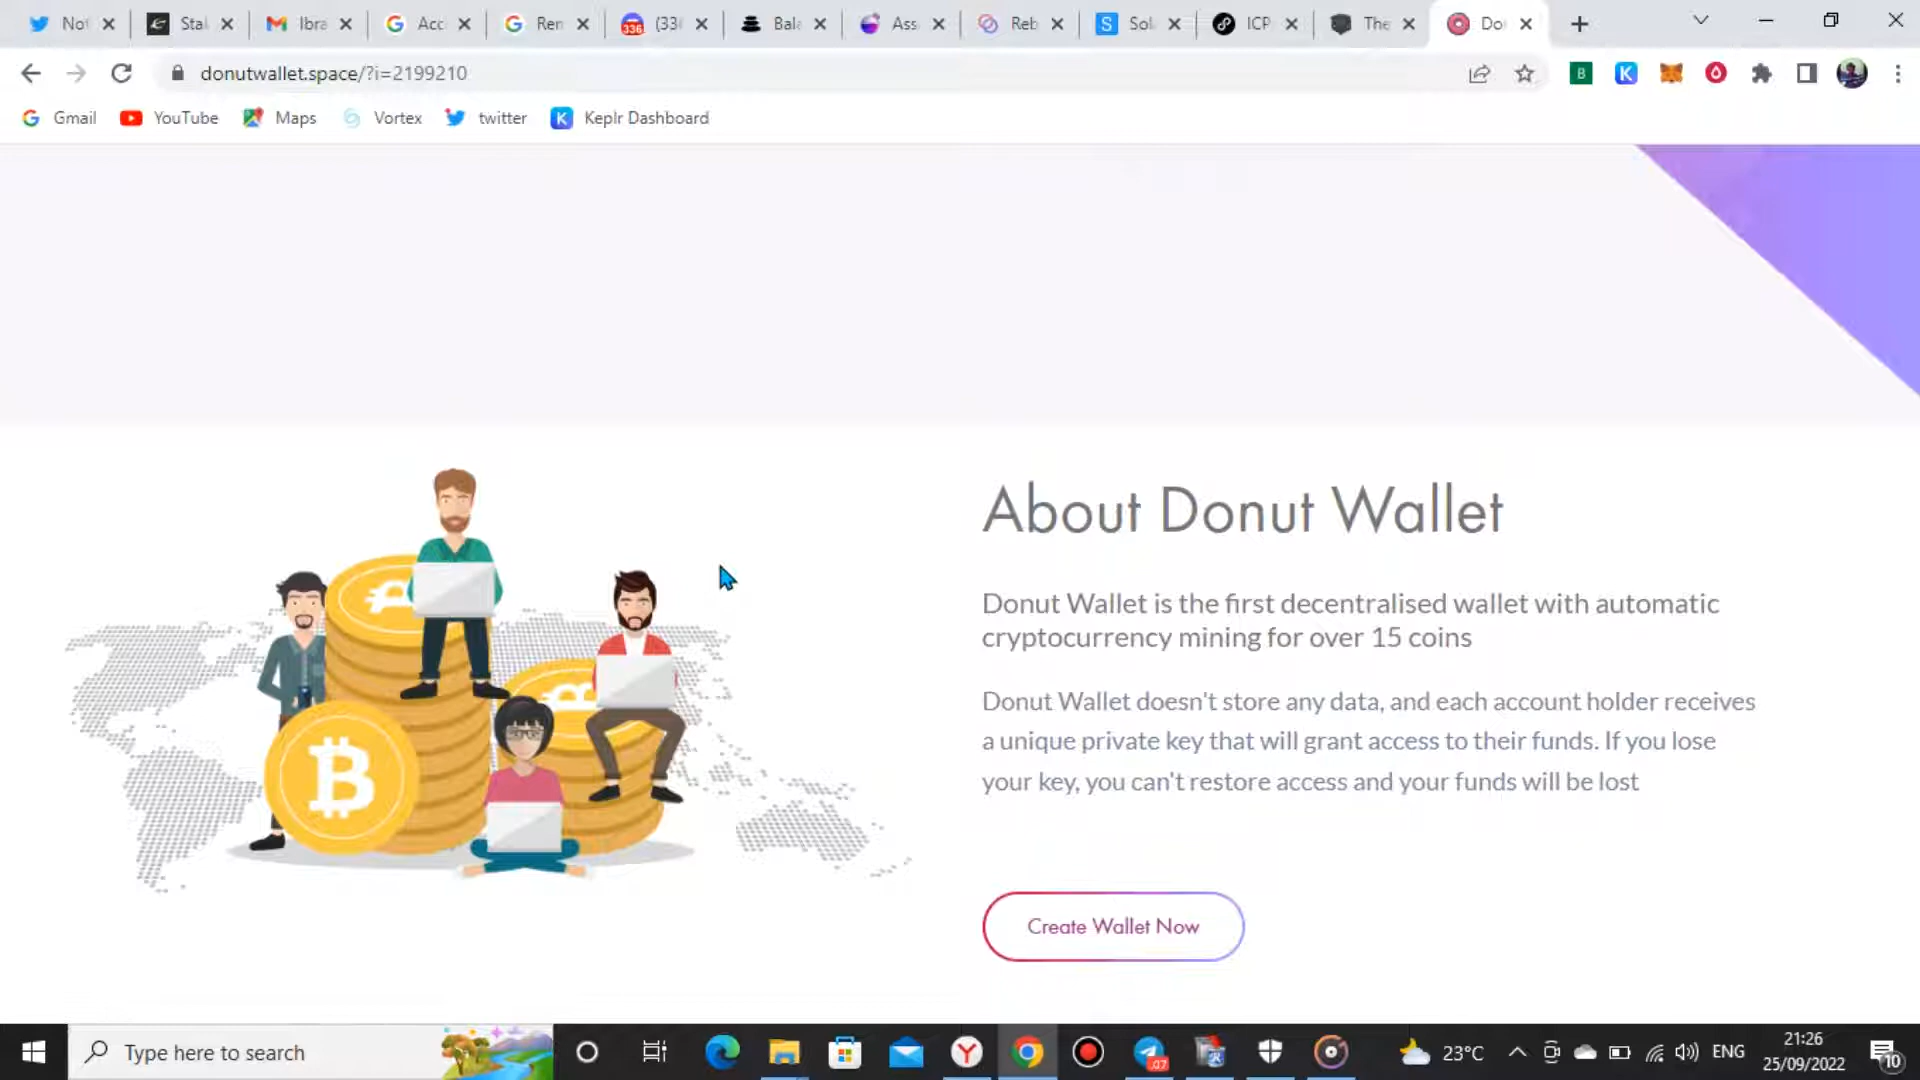 Not
Stal
Ibra
Acc
Ren
336
(33
Bala
Ass
Reb
S
Sol
ICP
The
Do
donutwallet.space/?i=2199210
B
K
Gmail
YouTube
Maps
Vortex
twitter
K
Keplr Dashboard
About Donut Wallet
Donut Wallet is the first decentralised wallet with automatic
cryptocurrency mining for over 15 coins
Donut Wallet doesn't store any data, and each account holder receives
a unique private key that will grant access to their funds. If you lose
your key, you can't restore access and your funds will be lost
Create Wallet Now
Type here to search
23°C
ENG
21:26
25/09/2022
10